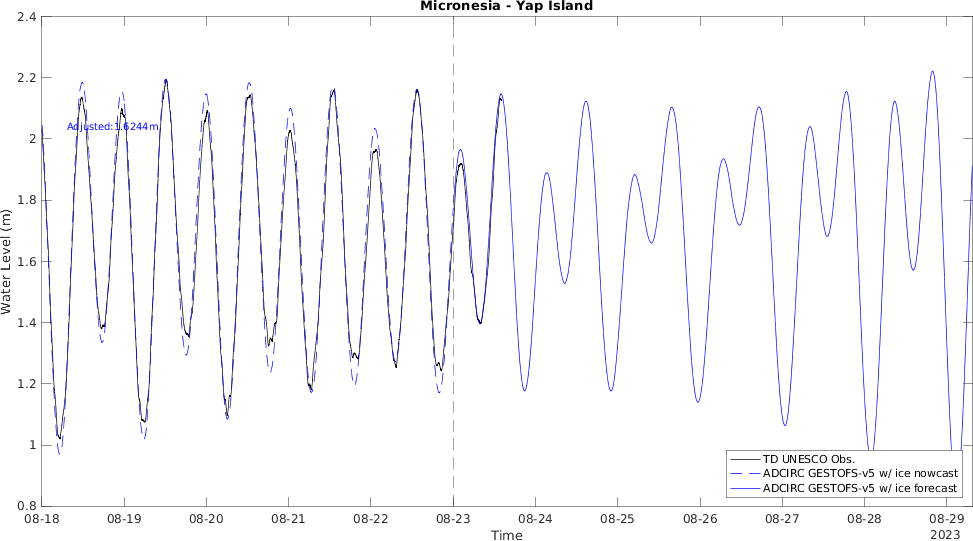 Micronesia - Yap Island
2.4
2.2
2
1.8
1.6
1.4
1.2
1
0.8
Water Level (m)
Adjusted:1.6244m
TD UNESCO Obs.
ADCIRC GESTOFS-v5 w/ ice nowcast
ADCIRC GESTOFS-v5 w/ ice forecast
08-18 08-19 08-20 08-21 08-22 08-23 08-24 08-25 08-26 08-27 08-28 08-29
2023
Time